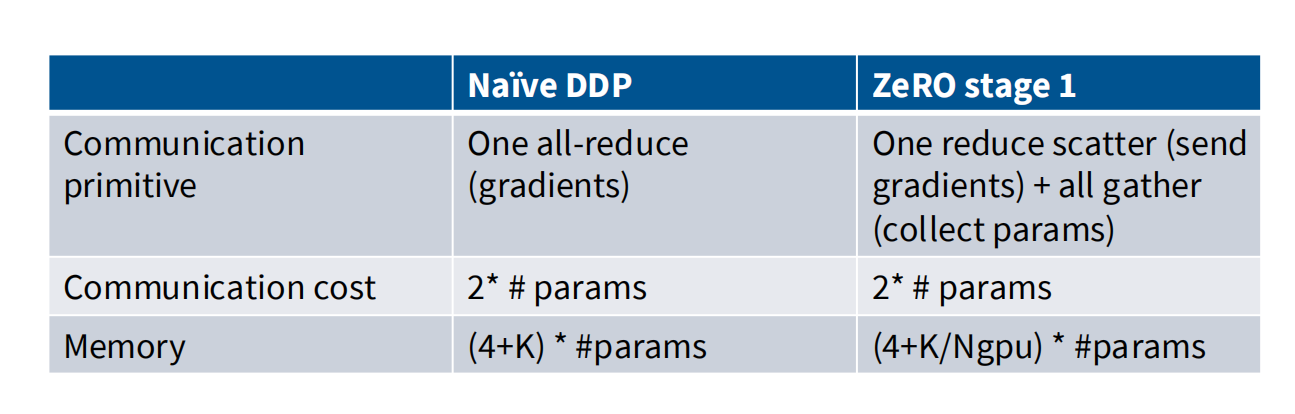 Naïve DDP
ZeRO stage 1
Communication
primitive
One all-reduce
(gradients)
One reduce scatter (send
gradients) + all gather
(collect params)
Communication cost
2* # params
2* # params
Memory
(4+K) * #params
(4+K/Ngpu) * #params